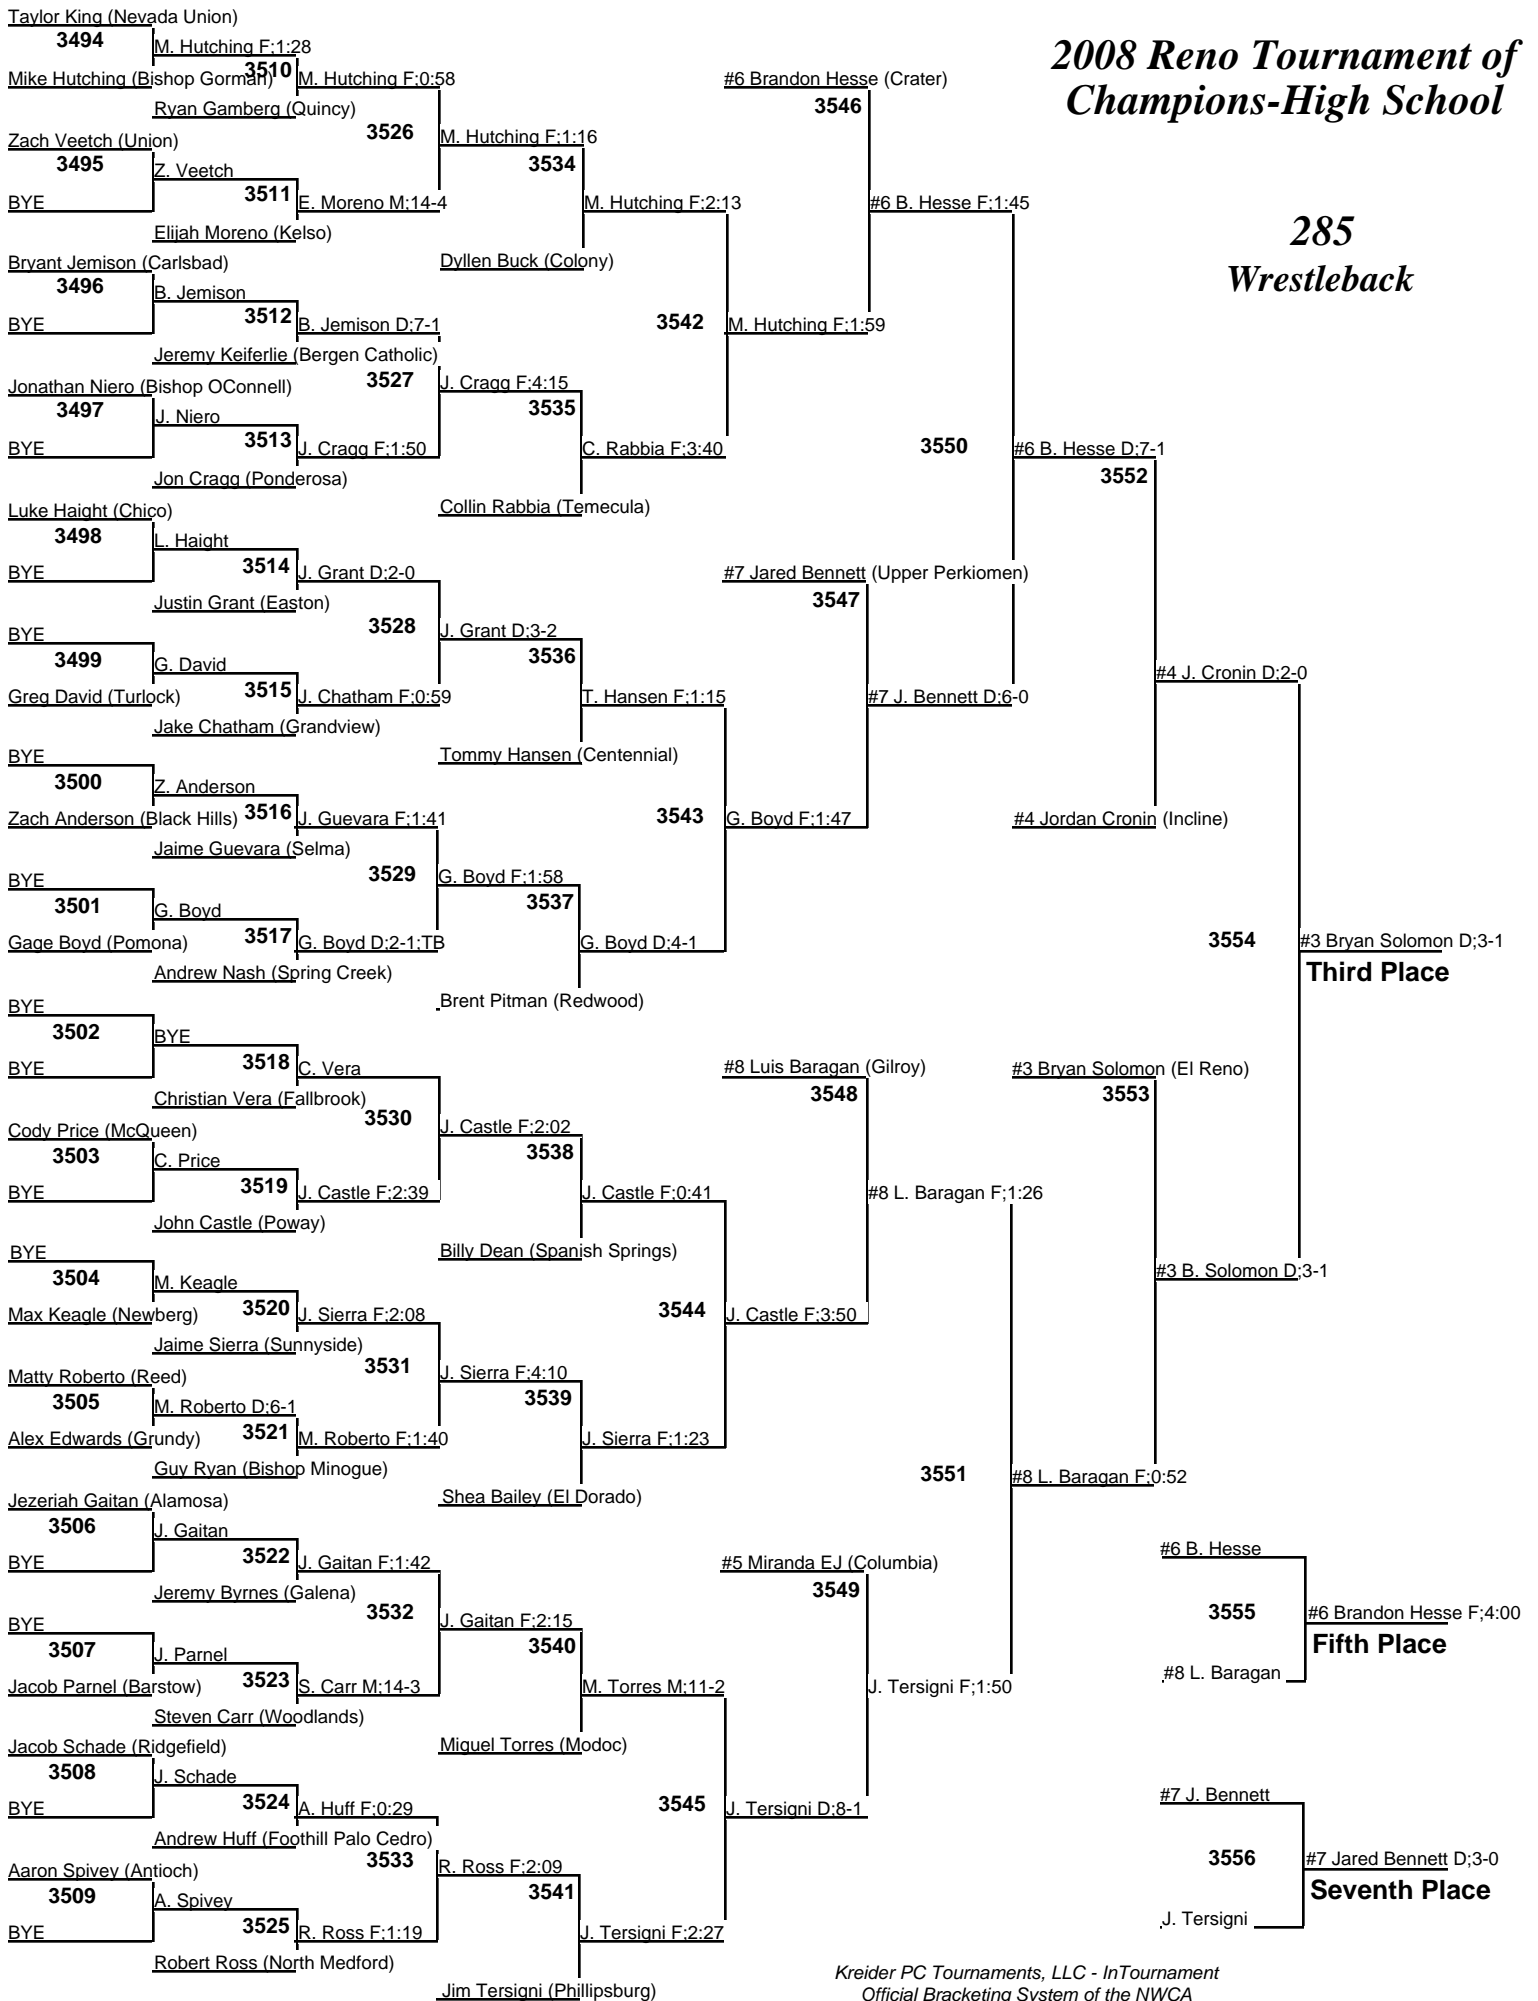 2008 Reno Tournament of
Champions-High School
285
Wrestleback
Taylor King (Nevada Union)
3494
M. Hutching F;1:28
Mike Hutching (Bishop Gorman)
3510
M. Hutching F;0:58
Ryan Gamberg (Quincy)
3526
Zach Veetch (Union)
M. Hutching F;1:16
3495
Z. Veetch
3534
BYE
3511
E. Moreno M;14-4
M. Hutching F;2:13
Elijah Moreno (Kelso)
Bryant Jemison (Carlsbad)
Dyllen Buck (Colony)
3496
B. Jemison
BYE
3512
B. Jemison D;7-1
3542
M. Hutching F;1:59
Jeremy Keiferlie (Bergen Catholic)
Jonathan Niero (Bishop OConnell)
3527
J. Cragg F;4:15
3497
J. Niero
3535
BYE
3513
J. Cragg F;1:50
C. Rabbia F;3:40
Jon Cragg (Ponderosa)
Luke Haight (Chico)
Collin Rabbia (Temecula)
3498
L. Haight
BYE
3514
J. Grant D;2-0
Justin Grant (Easton)
3528
BYE
J. Grant D;3-2
3499
G. David
3536
Greg David (Turlock)
3515
J. Chatham F;0:59
T. Hansen F;1:15
Jake Chatham (Grandview)
BYE
Tommy Hansen (Centennial)
3500
Z. Anderson
Zach Anderson (Black Hills)
3516
J. Guevara F;1:41
3543
G. Boyd F;1:47
Jaime Guevara (Selma)
3529
BYE
G. Boyd F;1:58
3501
G. Boyd
3537
Gage Boyd (Pomona)
3517
G. Boyd D;2-1;TB
G. Boyd D;4-1
Andrew Nash (Spring Creek)
BYE
Brent Pitman (Redwood)
3502
BYE
BYE
3518
C. Vera
Christian Vera (Fallbrook)
3530
Cody Price (McQueen)
J. Castle F;2:02
3503
C. Price
3538
BYE
3519
J. Castle F;2:39
J. Castle F;0:41
John Castle (Poway)
BYE
Billy Dean (Spanish Springs)
3504
M. Keagle
Max Keagle (Newberg)
3520
J. Sierra F;2:08
3544
J. Castle F;3:50
Jaime Sierra (Sunnyside)
3531
Matty Roberto (Reed)
J. Sierra F;4:10
3505
M. Roberto D;6-1
3539
Alex Edwards (Grundy)
3521
M. Roberto F;1:40
J. Sierra F;1:23
Guy Ryan (Bishop Minogue)
Jezeriah Gaitan (Alamosa)
Shea Bailey (El Dorado)
3506
J. Gaitan
BYE
3522
J. Gaitan F;1:42
Jeremy Byrnes (Galena)
3532
BYE
J. Gaitan F;2:15
3507
J. Parnel
3540
Jacob Parnel (Barstow)
3523
S. Carr M;14-3
M. Torres M;11-2
Steven Carr (Woodlands)
Jacob Schade (Ridgefield)
Miguel Torres (Modoc)
3508
J. Schade
BYE
3524
A. Huff F;0:29
3545
J. Tersigni D;8-1
Andrew Huff (Foothill Palo Cedro)
3533
Aaron Spivey (Antioch)
R. Ross F;2:09
3509
A. Spivey
3541
BYE
3525
R. Ross F;1:19
J. Tersigni F;2:27
Robert Ross (North Medford)
Jim Tersigni (Phillipsburg)
#6 Brandon Hesse (Crater)
3546
#6 B. Hesse F;1:45
3550
#6 B. Hesse D;7-1
3552
#7 Jared Bennett (Upper Perkiomen)
3547
#4 J. Cronin D;2-0
#7 J. Bennett D;6-0
#4 Jordan Cronin (Incline)
3554
#3 Bryan Solomon D;3-1
Third Place
#8 Luis Baragan (Gilroy)
#3 Bryan Solomon (El Reno)
3548
3553
#8 L. Baragan F;1:26
#3 B. Solomon D;3-1
3551
#8 L. Baragan F;0:52
#5 Miranda EJ (Columbia)
3549
J. Tersigni F;1:50
#6 B. Hesse
3555
#6 Brandon Hesse F;4:00
Fifth Place
#8 L. Baragan
#7 J. Bennett
3556
#7 Jared Bennett D;3-0
Seventh Place
J. Tersigni
Kreider PC Tournaments, LLC - InTournament
Official Bracketing System of the NWCA